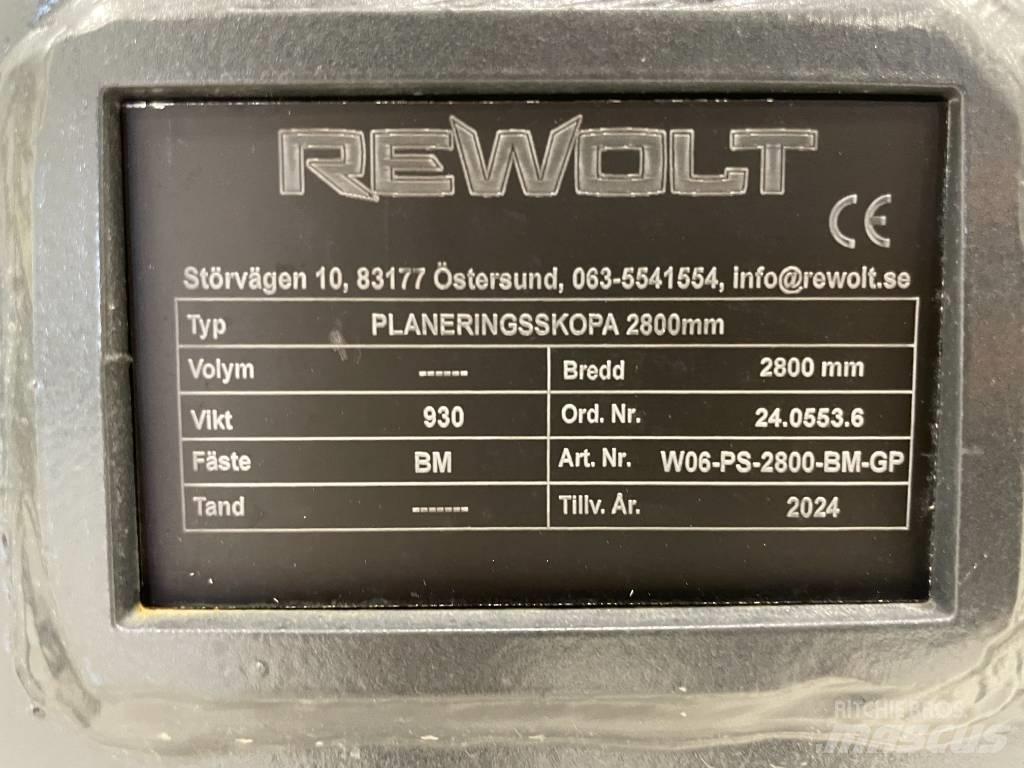 REWOLT
CE
Störvägen 10, 83177 Östersund, 063-5541554, info@rewolt.se
Typ PLANERINGSSKOPA 2800mm
Volym ------ Bredd 2800 mm
Vikt 930 Ord. Nr. 24.0553.6
Fäste BM Art. Nr. W06-PS-2800-BM-GP
Tand ------- Tillv. År. 2024
RITCHIE BROS
mascus